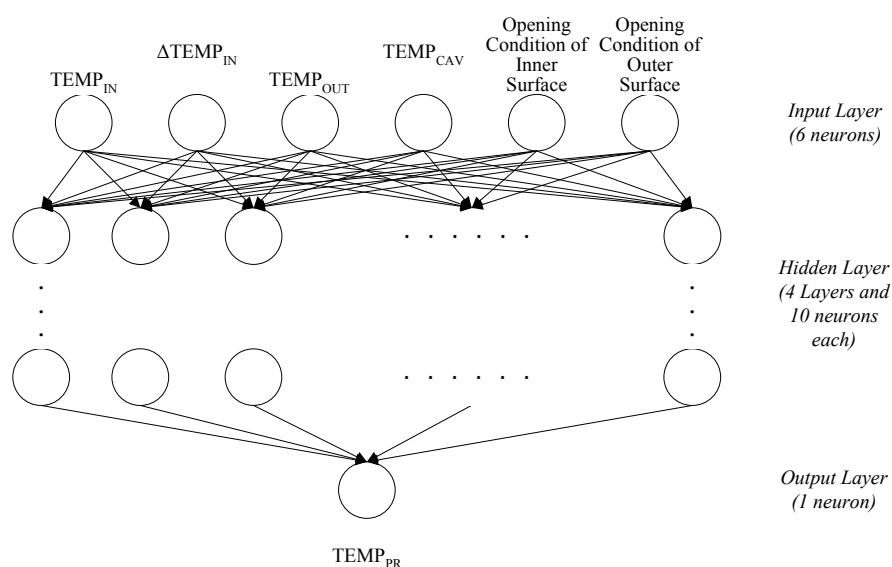 TEMP_IN
ΔTEMP_IN
TEMP_OUT
TEMP_CAV
Opening
Condition of
Inner
Surface
Opening
Condition of
Outer
Surface
Input Layer
(6 neurons)
Hidden Layer
(4 Layers and
10 neurons
each)
Output Layer
(1 neuron)
TEMP_PR